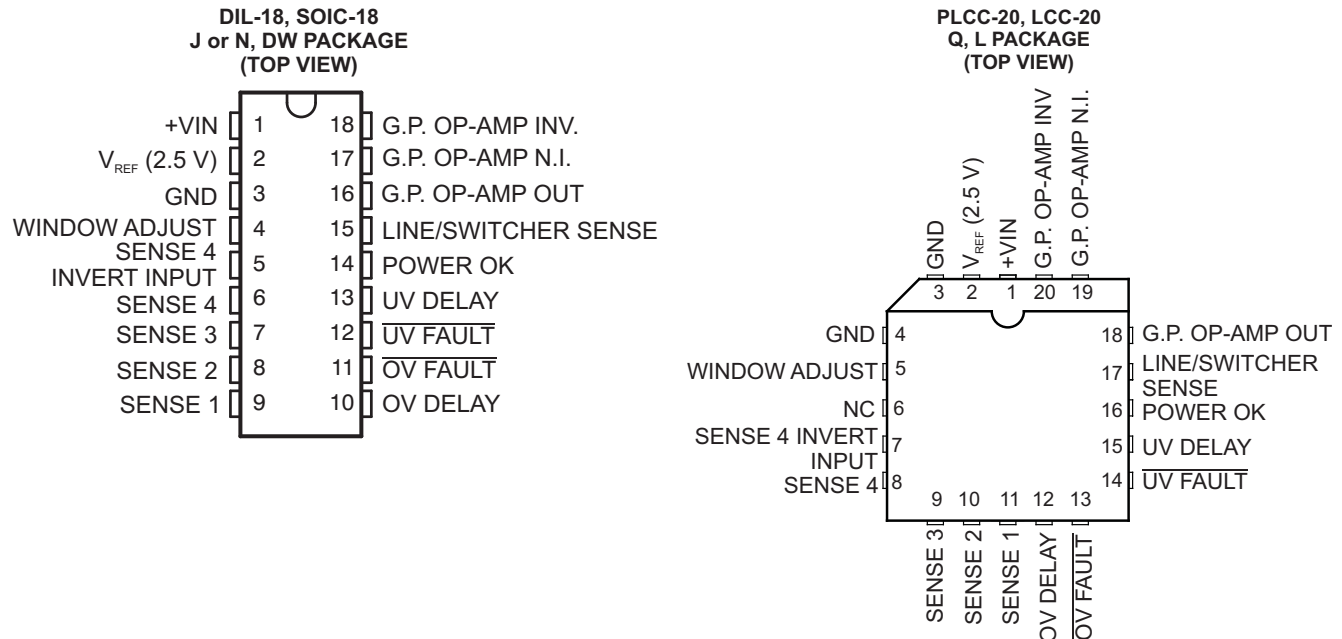 DIL-18, SOIC-18
J or N, DW PACKAGE
(TOP VIEW)
+VIN 1
VREF (2.5 V) 2
GND 3
WINDOW ADJUST 4
SENSE 4
INVERT INPUT 5
SENSE 4 6
SENSE 3 7
SENSE 2 8
SENSE 1 9
18 G.P. OP-AMP INV.
17 G.P. OP-AMP N.I.
16 G.P. OP-AMP OUT
15 LINE/SWITCHER SENSE
14 POWER OK
13 UV DELAY
12 UV FAULT
11 OV FAULT
10 OV DELAY
PLCC-20, LCC-20
Q, L PACKAGE
(TOP VIEW)
GND
VREF (2.5 V)
+VIN
G.P. OP-AMP INV
G.P. OP-AMP N.I.
3 2 1 20 19
GND 4
WINDOW ADJUST 5
NC 6
SENSE 4 INVERT
INPUT 7
SENSE 4 8
18 G.P. OP-AMP OUT
17 LINE/SWITCHER
SENSE
16 POWER OK
15 UV DELAY
14 UV FAULT
9 10 11 12 13
SENSE 3
SENSE 2
SENSE 1
OV DELAY
OV FAULT